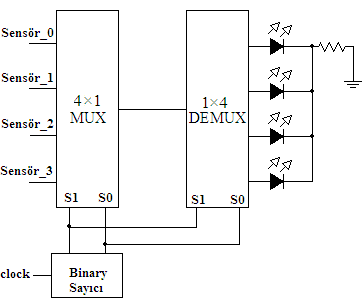 Sensör_0
Sensör_1
Sensör_2
Sensör_3
4×1
MUX
1×4
DEMUX
S1 S0
S1 S0
clock
Binary
Sayıcı